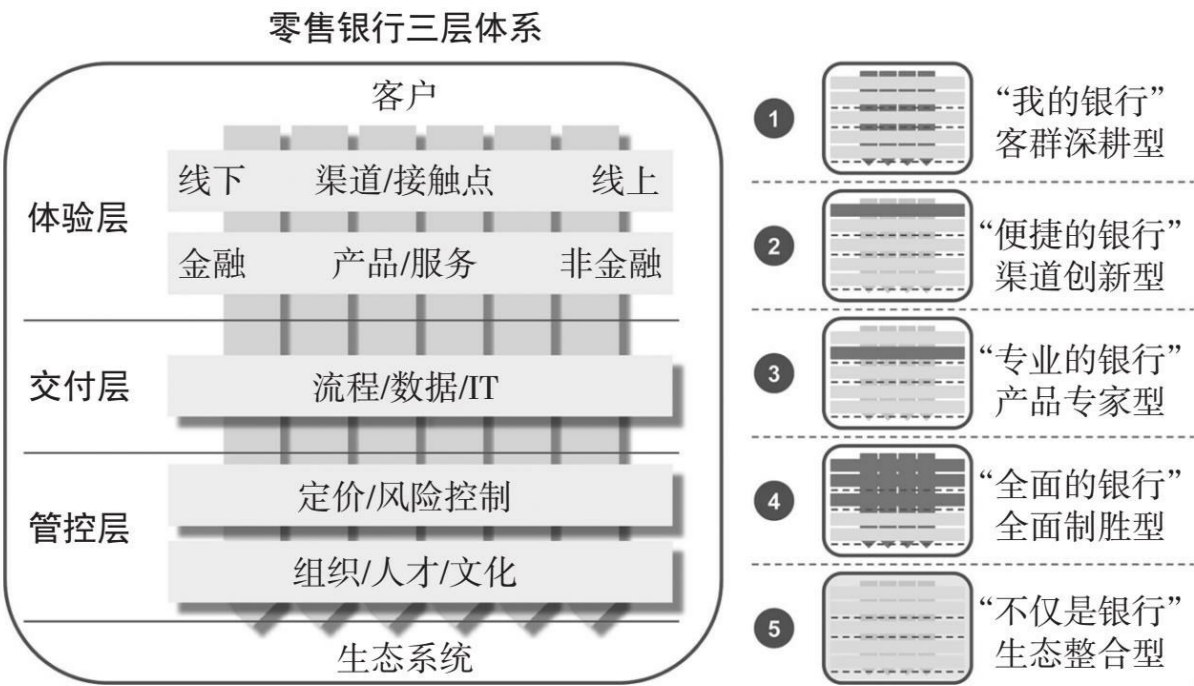 零售银行三层体系
客户
体验层
线下 渠道/接触点 线上
金融 产品/服务 非金融
交付层
流程/数据/IT
管控层
定价/风险控制
组织/人才/文化
生态系统
1
“我的银行”
客群深耕型
2
“便捷的银行”
渠道创新型
3
“专业的银行”
产品专家型
4
“全面的银行”
全面制胜型
5
“不仅是银行”
生态整合型